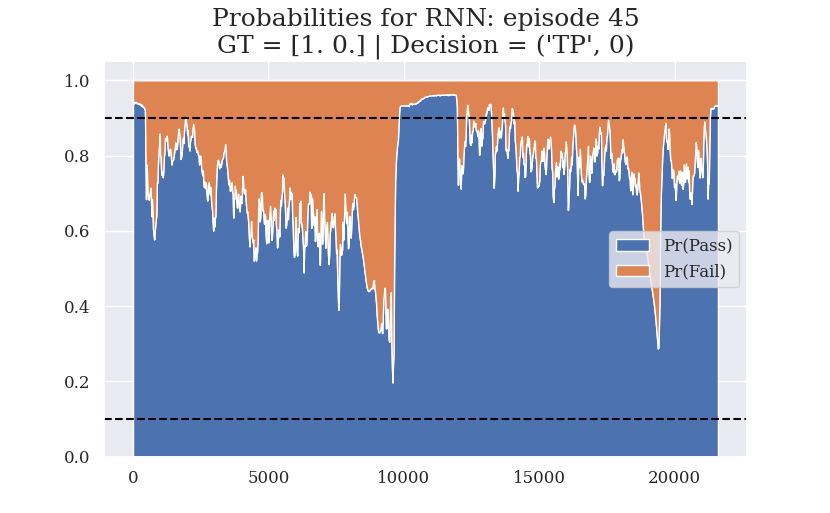 Probabilities for RNN: episode 45
GT = [1. 0.] | Decision = ('TP', 0)
1.0
0.8
0.6
0.4
0.2
0.0
Pr(Pass)
Pr(Fail)
0 5000 10000 15000 20000